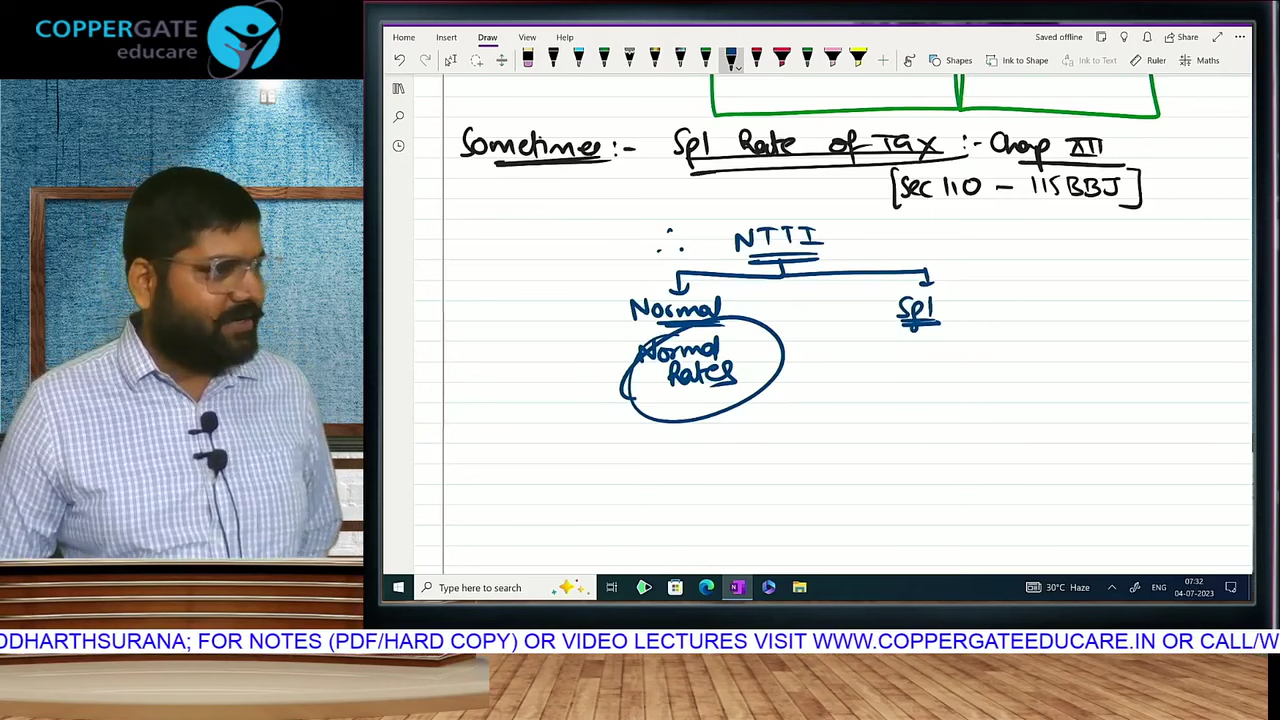 COPPERGATE
educare
Home Insert Draw View Help
Saved offline
Share
Shapes
Ink to Shape
Ink to Text
Ruler
Maths
Sometimes:- Spl Rate of Tax :- Chap XII
[Sec 110 - 115BBJ]
∴ NTTI
Normal Spl
Normal
Rates
Type here to search
30°C Haze
ENG
07:32
04-07-2023
DDHARTHSURANA; FOR NOTES (PDF/HARD COPY) OR VIDEO LECTURES VISIT WWW.COPPERGATEEDUCARE.IN OR CALL/W